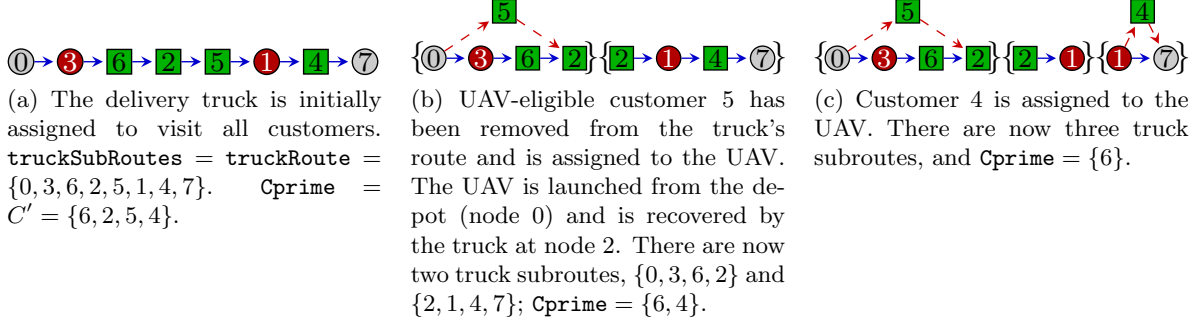 0 3 6 2 5 1 4 7
(a) The delivery truck is initially
assigned to visit all customers.
truckSubRoutes = truckRoute =
{0, 3, 6, 2, 5, 1, 4, 7}. Cprime =
C′ = {6, 2, 5, 4}.
5
{0 3 6 2} {2 1 4 7}
(b) UAV-eligible customer 5 has
been removed from the truck's
route and is assigned to the UAV.
The UAV is launched from the de-
pot (node 0) and is recovered by
the truck at node 2. There are now
two truck subroutes, {0, 3, 6, 2} and
{2, 1, 4, 7}; Cprime = {6, 4}.
5 4
{0 3 6 2} {2 1} {1 7}
(c) Customer 4 is assigned to the
UAV. There are now three truck
subroutes, and Cprime = {6}.